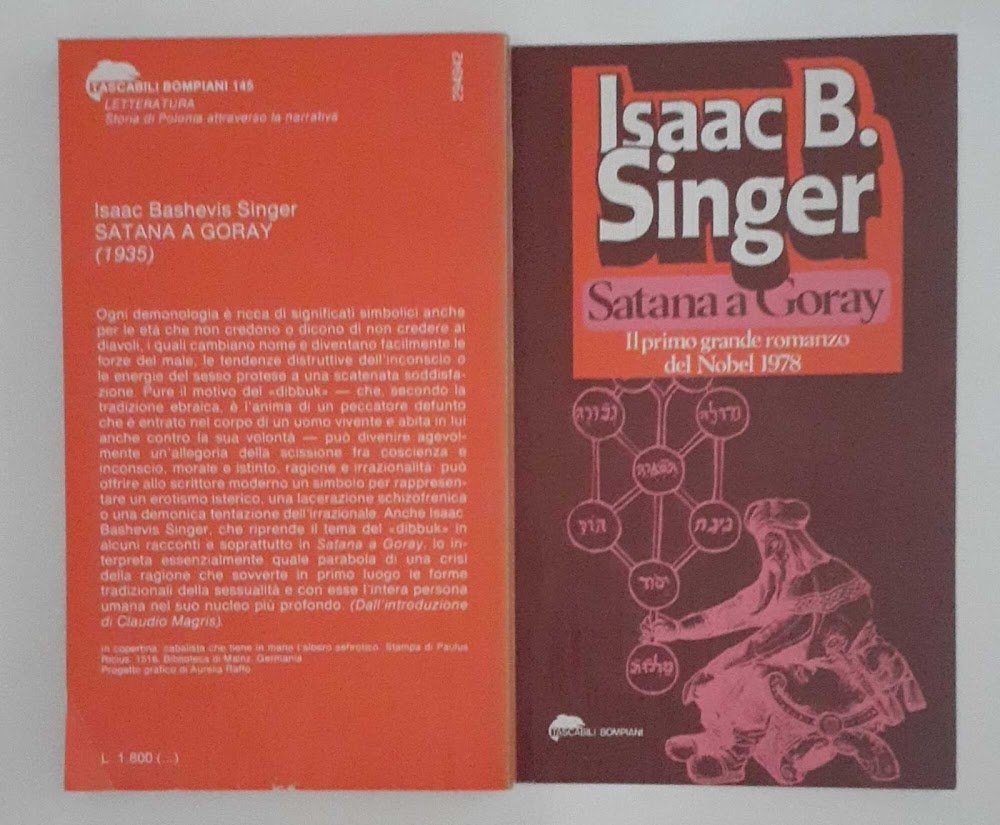 TASCABILI BOMPIANI 145
LETTERATURA
Storia di Polonia attraverso la narrativa
294942
Isaac Bashevis Singer
SATANA A GORAY
(1935)
Ogni demonologia è ricca di significati simbolici anche
per le età che non credono o dicono di non credere ai
diavoli, i quali cambiano nome e diventano facilmente le
forze del male, le tendenze distruttive dell'inconscio o
le energie del sesso protese a una scatenata soddisfa-
zione. Pure il motivo del «dibbuk» — che, secondo la
tradizione ebraica, è l'anima di un peccatore defunto
che è entrato nel corpo di un uomo vivente e abita in lui
anche contro la sua volontà — può divenire agevol-
mente un'allegoria della scissione fra coscienza e
inconscio, morale e istinto, ragione e irrazionalità può
offrire allo scrittore moderno un simbolo per rappresen-
tare un erotismo isterico, una lacerazione schizofrenica
o una demonica tentazione dell'irrazionale. Anche Isaac
Bashevis Singer, che riprende il tema del «dibbuk» in
alcuni racconti e soprattutto in Satana a Goray, lo in-
terpreta essenzialmente quale parabola di una crisi
della ragione che sovverte in primo luogo le forme
tradizionali della sessualità e con esse l'intera persona
umana nel suo nucleo più profondo. (Dall'introduzione
di Claudio Magris).
In copertina, cabalista che tiene in mano l'albero sefirotico. Stampa di Paulus
Ricius, 1516, Biblioteca di Mainz, Germania
Progetto grafico di Aurelia Raffo
L. 1.800 (...)
Isaac B.
Singer
Satana a Goray
Il primo grande romanzo
del Nobel 1978
גבורה
גדולה
תפארת
הוד
נצח
יסוד
מלכות
TASCABILI BOMPIANI